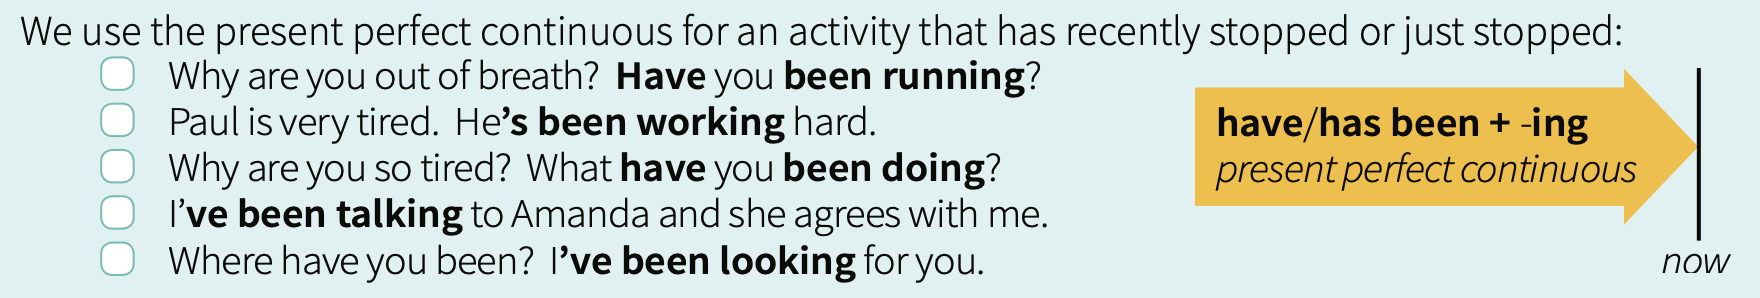 We use the present perfect continuous for an activity that has recently stopped or just stopped:
Why are you out of breath? Have you been running?
Paul is very tired. He's been working hard.
Why are you so tired? What have you been doing?
I've been talking to Amanda and she agrees with me.
Where have you been? I've been looking for you.
have/has been + -ing
present perfect continuous
now